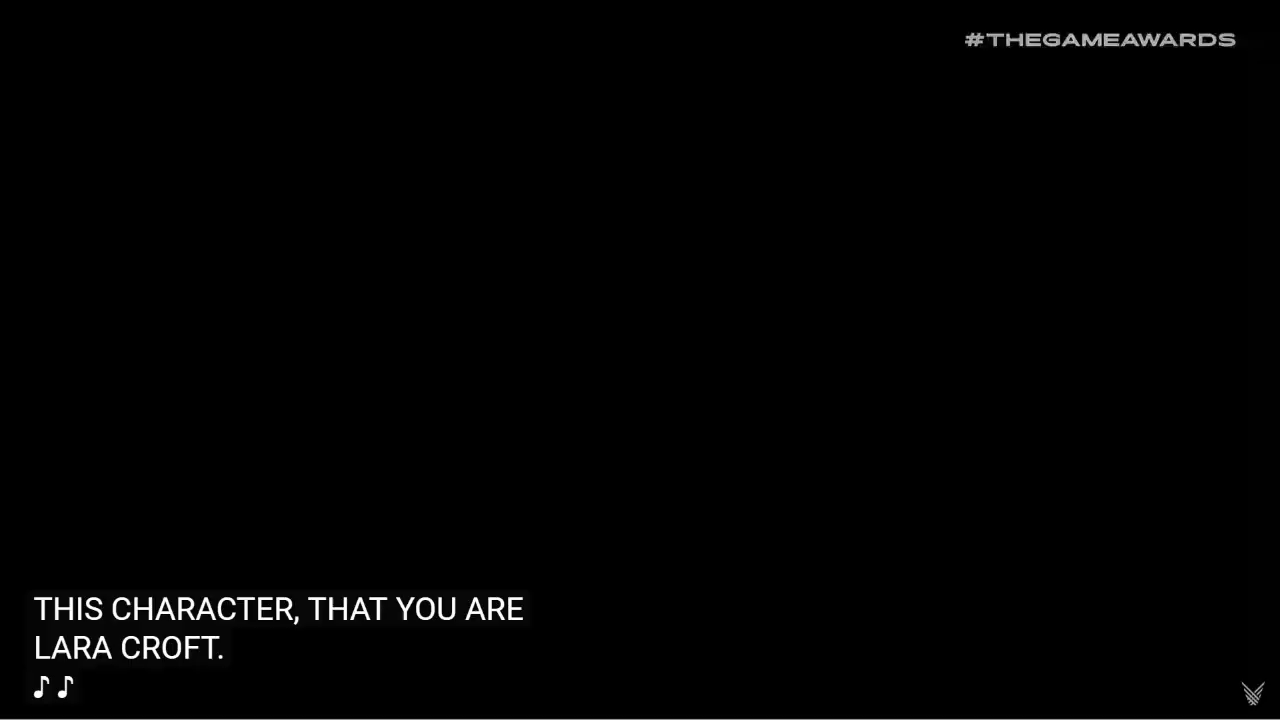 #THEGAMEAWARDS
THIS CHARACTER, THAT YOU ARE
LARA CROFT.
♪ ♪